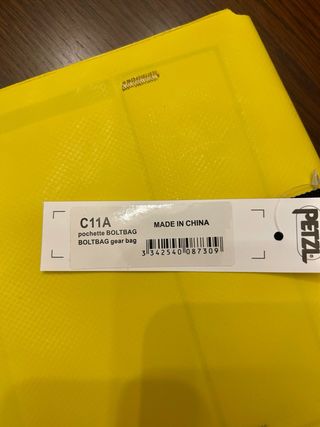 C11A
MADE IN CHINA
pochette BOLTBAG
BOLTBAG gear bag
3 342540 087309
PETZL